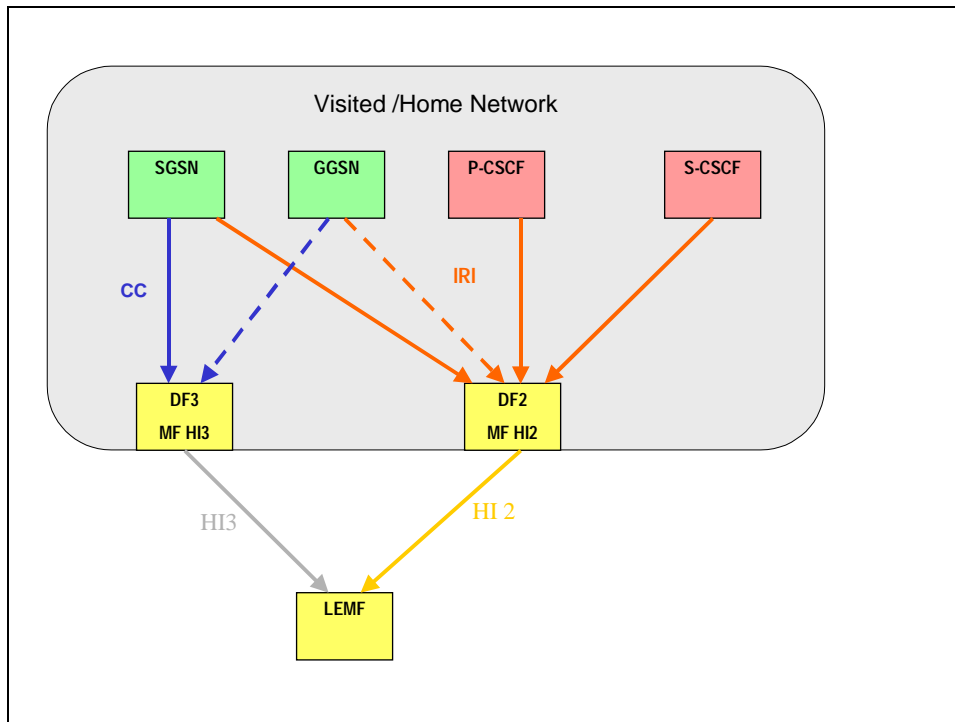 Visited /Home Network
SGSN
GGSN
P-CSCF
S-CSCF
CC
IRI
DF3
MF HI3
DF2
MF HI2
HI3
HI 2
LEMF